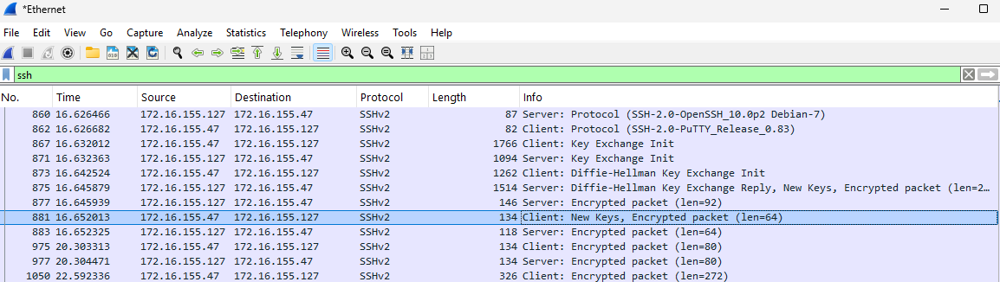 *Ethernet
File Edit View Go Capture Analyze Statistics Telephony Wireless Tools Help
ssh
No. Time Source Destination Protocol Length Info
860 16.626466 172.16.155.127 172.16.155.47 SSHv2 87 Server: Protocol (SSH-2.0-OpenSSH_10.0p2 Debian-7)
862 16.626682 172.16.155.47 172.16.155.127 SSHv2 82 Client: Protocol (SSH-2.0-PuTTY_Release_0.83)
867 16.632012 172.16.155.47 172.16.155.127 SSHv2 1766 Client: Key Exchange Init
871 16.632363 172.16.155.127 172.16.155.47 SSHv2 1094 Server: Key Exchange Init
873 16.642524 172.16.155.47 172.16.155.127 SSHv2 1262 Client: Diffie-Hellman Key Exchange Init
875 16.645879 172.16.155.127 172.16.155.47 SSHv2 1514 Server: Diffie-Hellman Key Exchange Reply, New Keys, Encrypted packet (len=2…
877 16.645939 172.16.155.127 172.16.155.47 SSHv2 146 Server: Encrypted packet (len=92)
881 16.652013 172.16.155.47 172.16.155.127 SSHv2 134 Client: New Keys, Encrypted packet (len=64)
883 16.652325 172.16.155.127 172.16.155.47 SSHv2 118 Server: Encrypted packet (len=64)
975 20.303313 172.16.155.47 172.16.155.127 SSHv2 134 Client: Encrypted packet (len=80)
977 20.304471 172.16.155.127 172.16.155.47 SSHv2 134 Server: Encrypted packet (len=80)
1050 22.592336 172.16.155.47 172.16.155.127 SSHv2 326 Client: Encrypted packet (len=272)